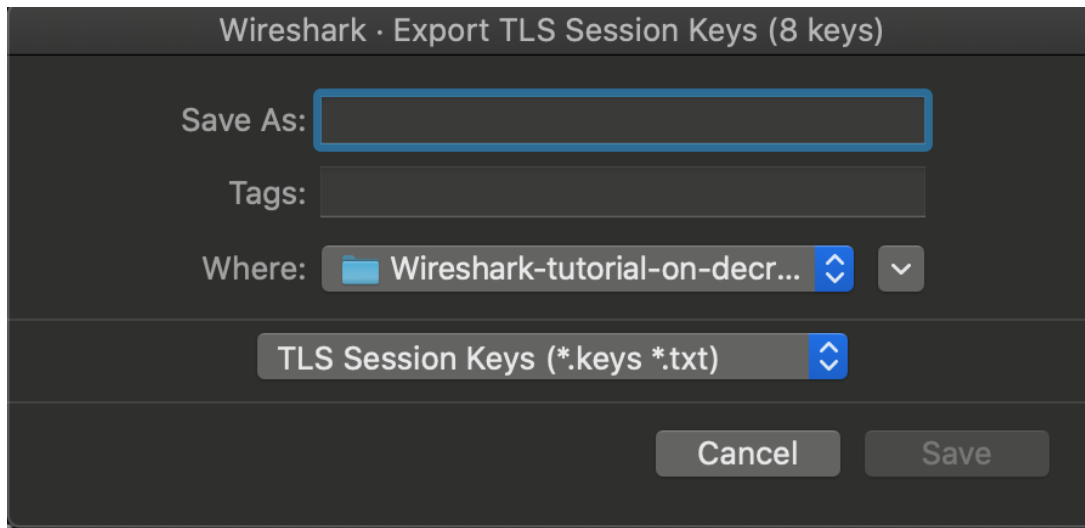 Wireshark · Export TLS Session Keys (8 keys)
Save As:
Tags:
Where: Wireshark-tutorial-on-decr...
TLS Session Keys (*.keys *.txt)
Cancel Save